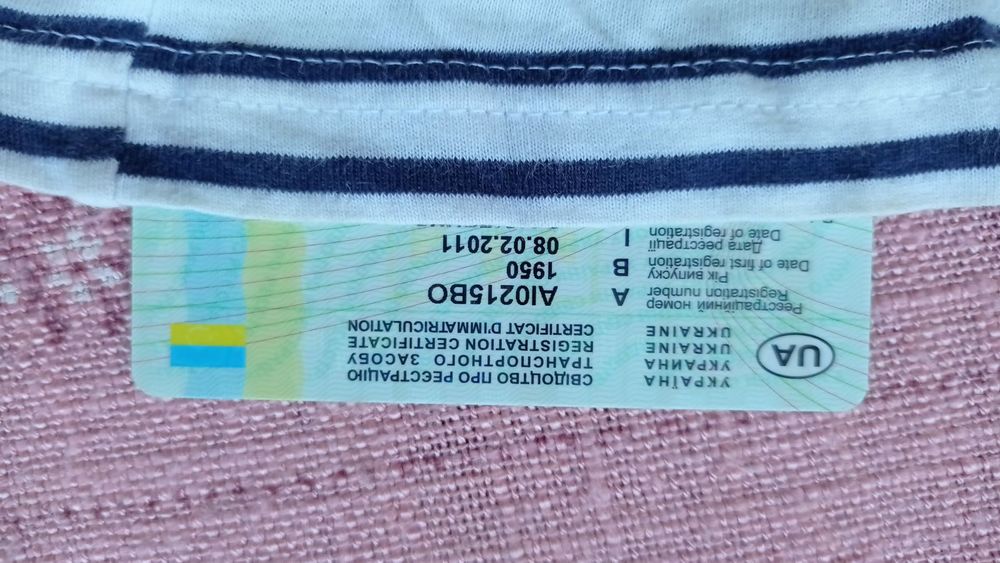 UA
УКРАЇНА СВІДОЦТВО ПРО РЕЄСТРАЦІЮ
УКРАИНА ТРАНСПОРТНОГО ЗАСОБУ
UKRAINE REGISTRATION CERTIFICATE
UKRAINE CERTIFICAT D'IMMATRICULATION
Реєстраційний номер
Registration number A АІ0215ВО
Рік випуску
Date of first registration B 1950
Дата реєстрації
Date of registration I 08.02.2011